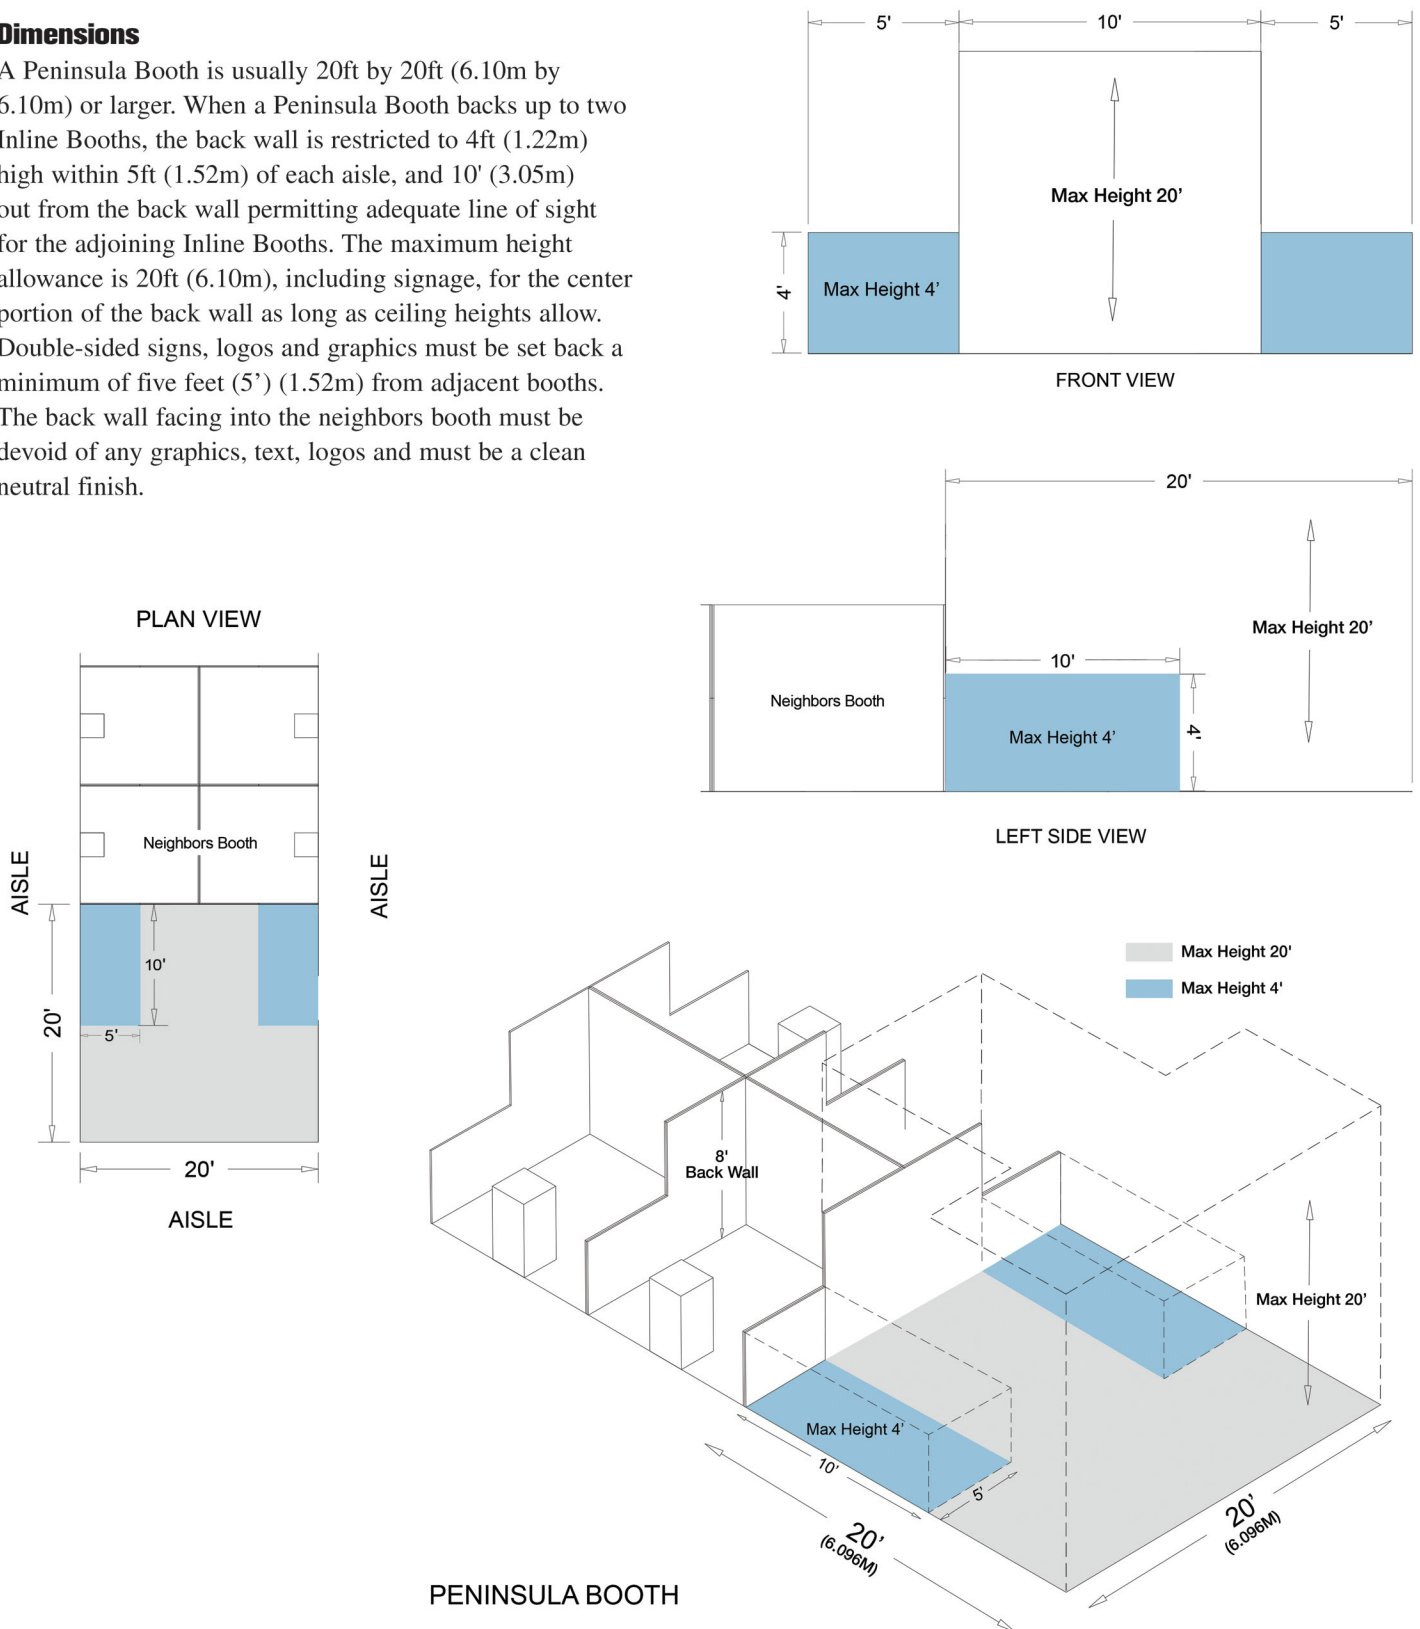 Dimensions
A Peninsula Booth is usually 20ft by 20ft (6.10m by
6.10m) or larger. When a Peninsula Booth backs up to two
Inline Booths, the back wall is restricted to 4ft (1.22m)
high within 5ft (1.52m) of each aisle, and 10' (3.05m)
out from the back wall permitting adequate line of sight
for the adjoining Inline Booths. The maximum height
allowance is 20ft (6.10m), including signage, for the center
portion of the back wall as long as ceiling heights allow.
Double-sided signs, logos and graphics must be set back a
minimum of five feet (5’) (1.52m) from adjacent booths.
The back wall facing into the neighbors booth must be
devoid of any graphics, text, logos and must be a clean
neutral finish.
5'
10'
5'
Max Height 20’
4'
Max Height 4’
FRONT VIEW
20'
Max Height 20’
10'
Neighbors Booth
Max Height 4’
4'
LEFT SIDE VIEW
PLAN VIEW
Neighbors Booth
AISLE
AISLE
10'
20'
5'
20'
AISLE
Max Height 20'
Max Height 4'
8'
Back Wall
Max Height 20’
Max Height 4’
10’
5’
20’
(6.096M)
20’
(6.096M)
PENINSULA BOOTH